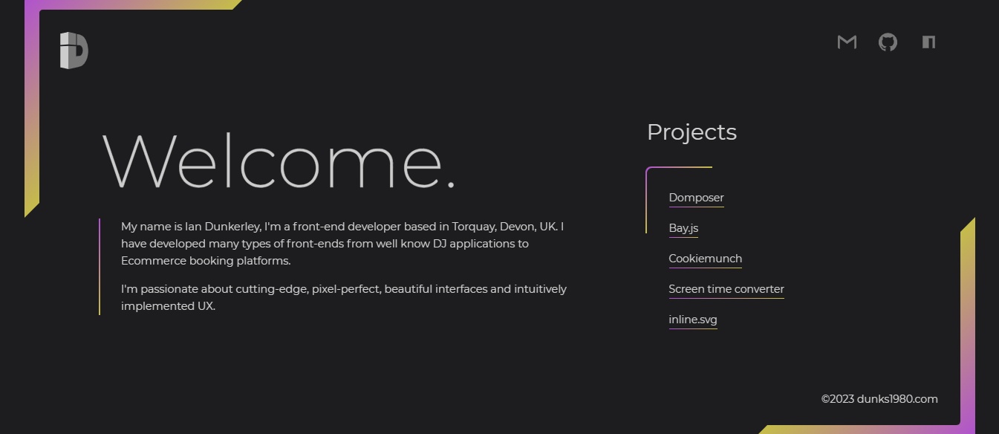 Welcome.
My name is Ian Dunkerley, I'm a front-end developer based in Torquay, Devon, UK. I
have developed many types of front-ends from well know DJ applications to
Ecommerce booking platforms.
I'm passionate about cutting-edge, pixel-perfect, beautiful interfaces and intuitively
implemented UX.
Projects
Domposer
Bay.js
Cookiemunch
Screen time converter
inline.svg
©2023 dunks1980.com